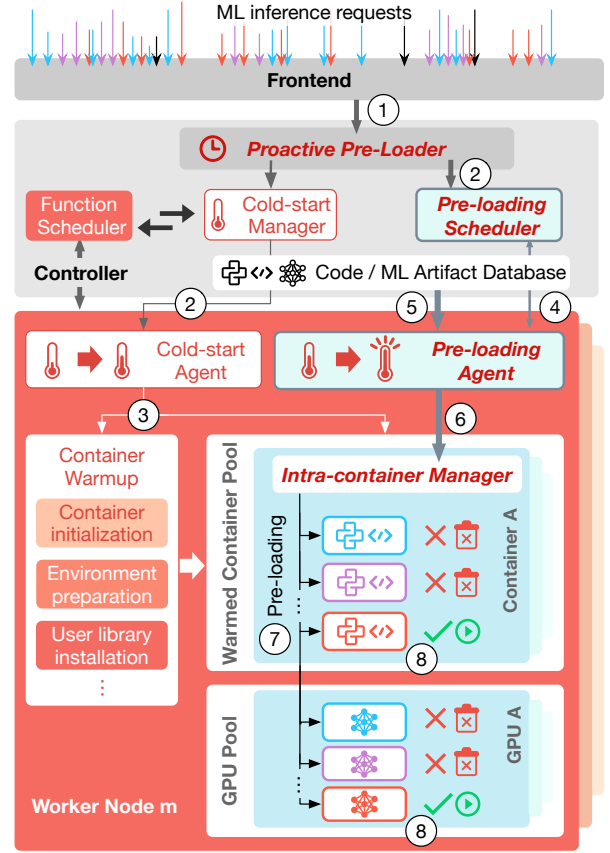 ML inference requests
Frontend
1
Proactive Pre-Loader
2
Function
Scheduler
Cold-start
Manager
Pre-loading
Scheduler
Controller
Code / ML Artifact Database
2
5
4
Cold-start
Agent
Pre-loading
Agent
3
6
Container
Warmup
Container
initialization
Environment
preparation
User library
installation
⋮
Warmed Container Pool
Intra-container Manager
Pre-loading
Container A
...
7
8
GPU Pool
GPU A
...
8
Worker Node m